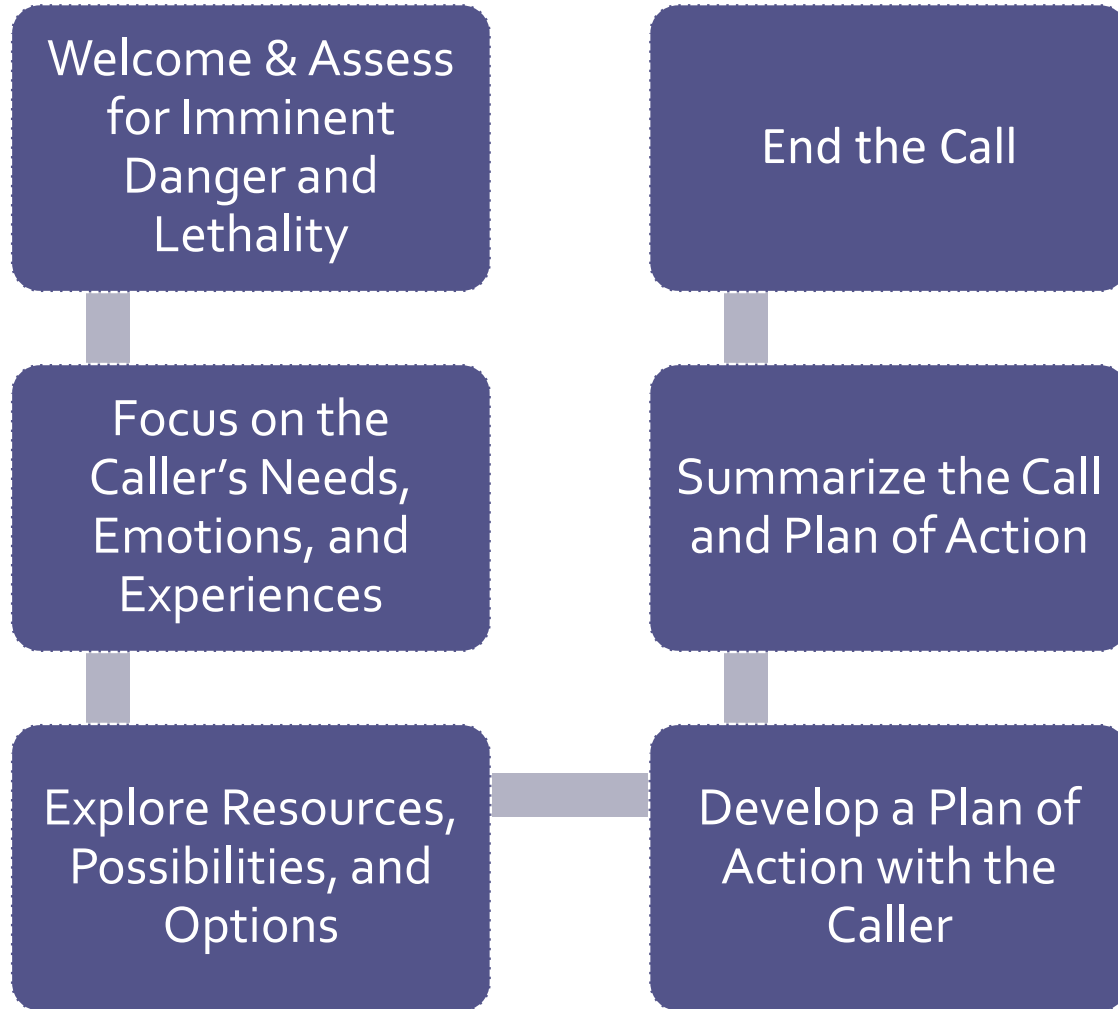 Welcome & Assess
for Imminent
Danger and
Lethality
Focus on the
Caller’s Needs,
Emotions, and
Experiences
Explore Resources,
Possibilities, and
Options
Develop a Plan of
Action with the
Caller
Summarize the Call
and Plan of Action
End the Call